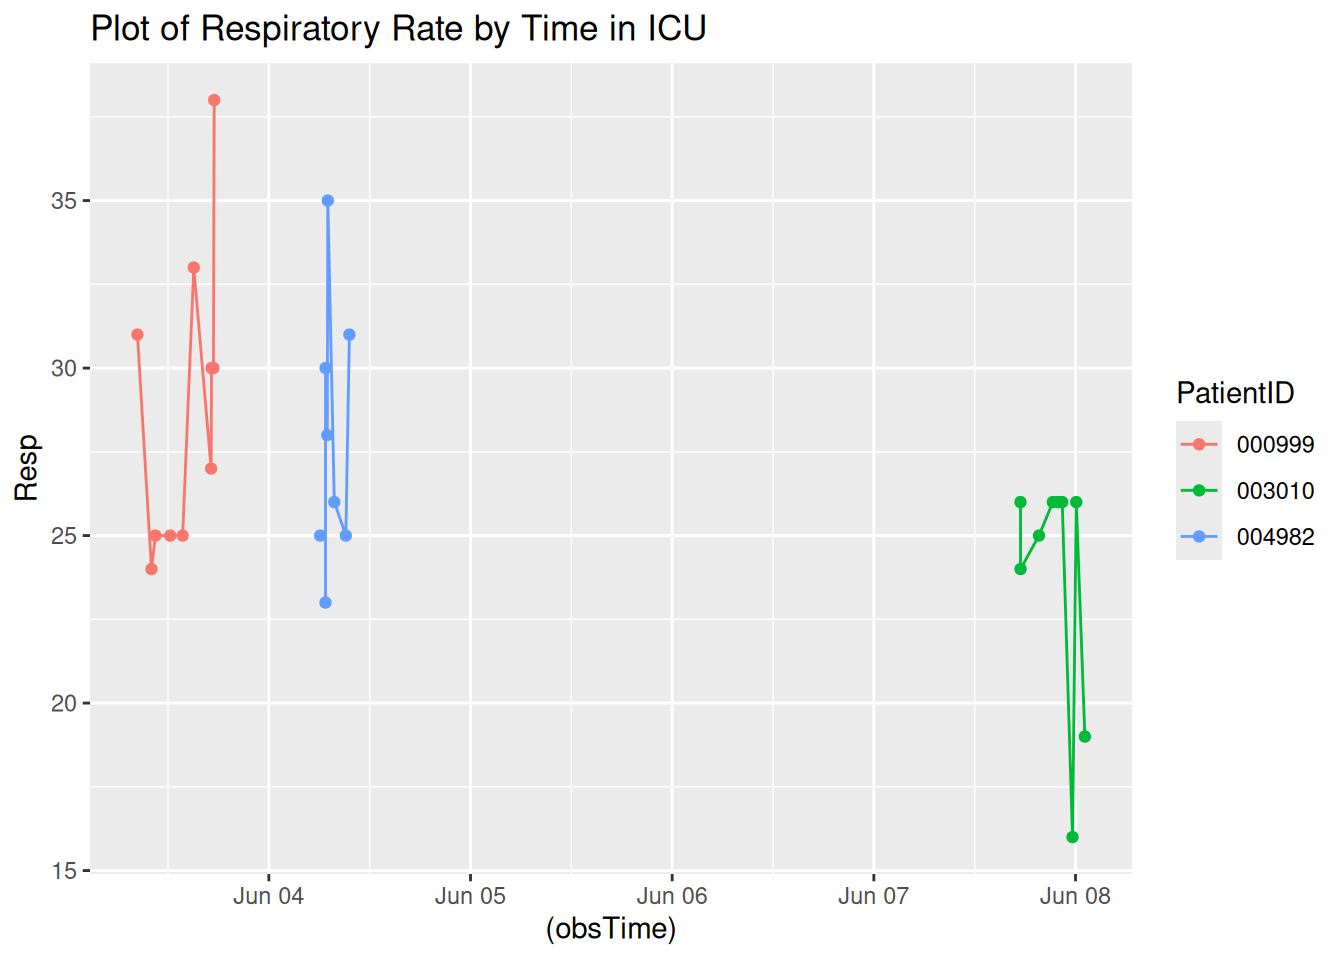 Plot of Respiratory Rate by Time in ICU
35
30
25
20
15
Resp
Jun 04 Jun 05 Jun 06 Jun 07 Jun 08
(obsTime)
PatientID
000999
003010
004982